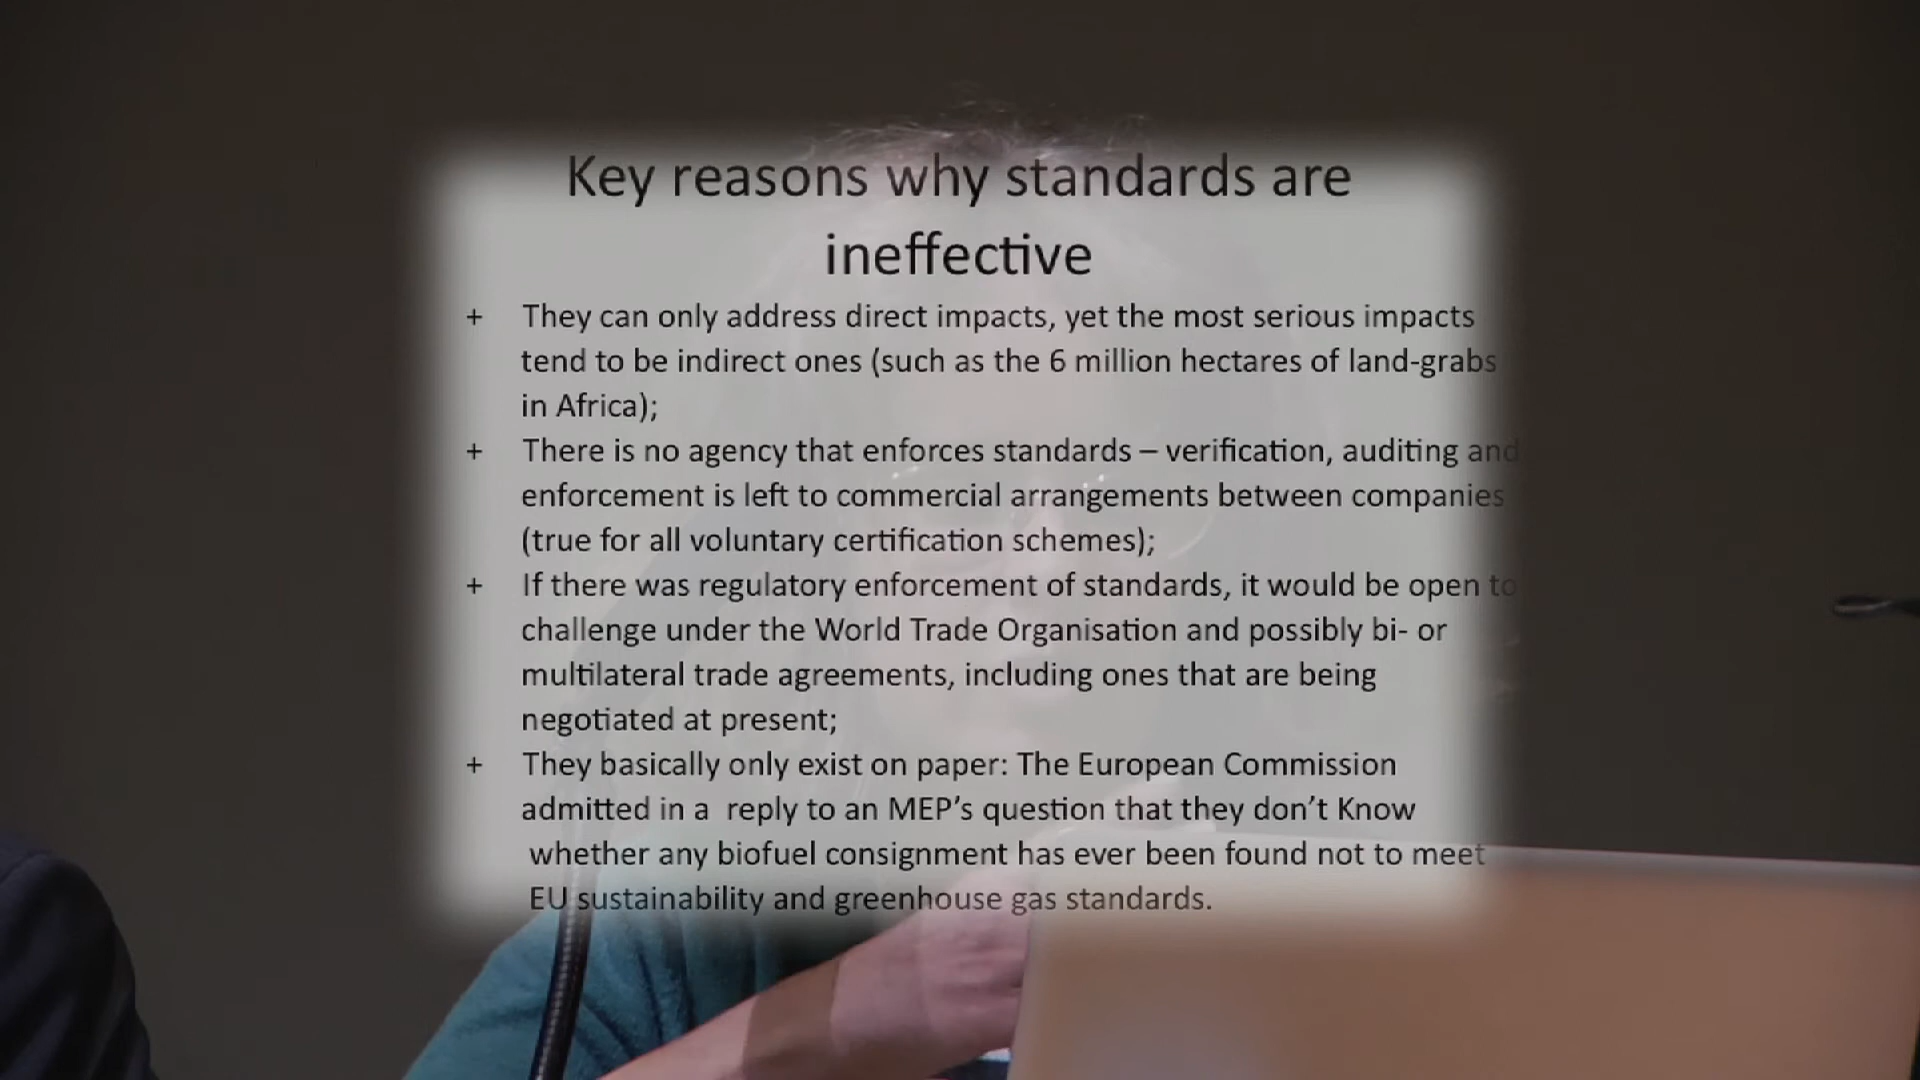 Key reasons why standards are
ineffective
+ They can only address direct impacts, yet the most serious impacts
tend to be indirect ones (such as the 6 million hectares of land-grabs
in Africa);
+ There is no agency that enforces standards – verification, auditing and
enforcement is left to commercial arrangements between companies
(true for all voluntary certification schemes);
+ If there was regulatory enforcement of standards, it would be open to
challenge under the World Trade Organisation and possibly bi- or
multilateral trade agreements, including ones that are being
negotiated at present;
+ They basically only exist on paper: The European Commission
admitted in a  reply to an MEP’s question that they don’t Know
whether any biofuel consignment has ever been found not to meet
EU sustainability and greenhouse gas standards.